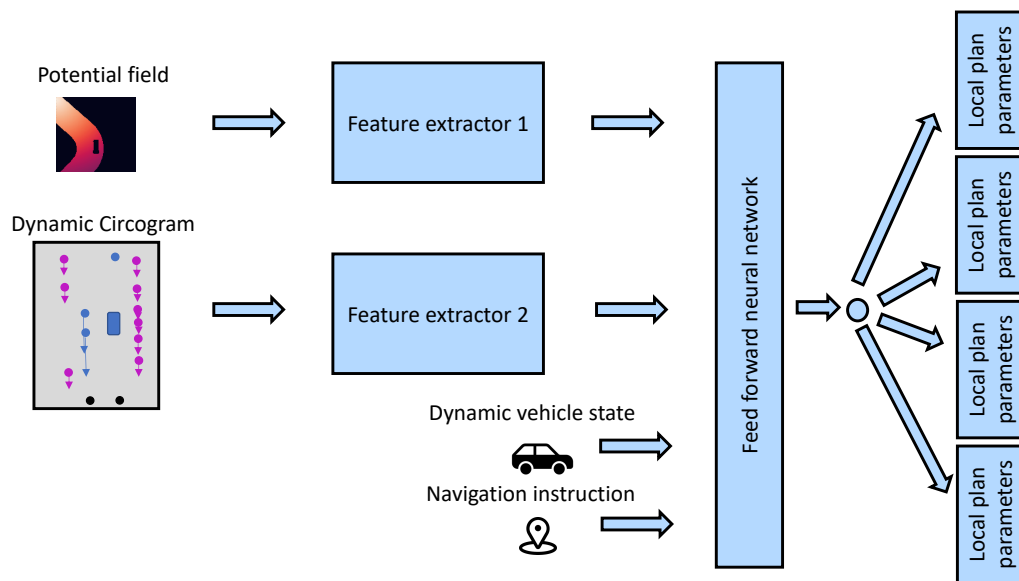 Potential field
Feature extractor 1
Dynamic Circogram
Feature extractor 2
Dynamic vehicle state
Navigation instruction
Feed forward neural network
Local plan
parameters
Local plan
parameters
Local plan
parameters
Local plan
parameters